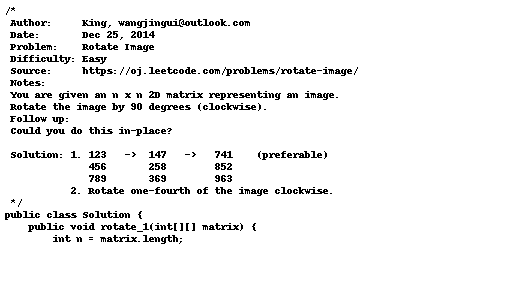 /*
 Author:     King, wangjingui@outlook.com
 Date:       Dec 25, 2014
 Problem:    Rotate Image
 Difficulty: Easy
 Source:     https://oj.leetcode.com/problems/rotate-image/
 Notes:
 You are given an n x n 2D matrix representing an image.
 Rotate the image by 90 degrees (clockwise).
 Follow up:
 Could you do this in-place?

 Solution: 1. 123   ->  147   ->   741    (preferable)
              456       258        852
              789       369        963
           2. Rotate one-fourth of the image clockwise.
 */
public class Solution {
    public void rotate_1(int[][] matrix) {
        int n = matrix.length;